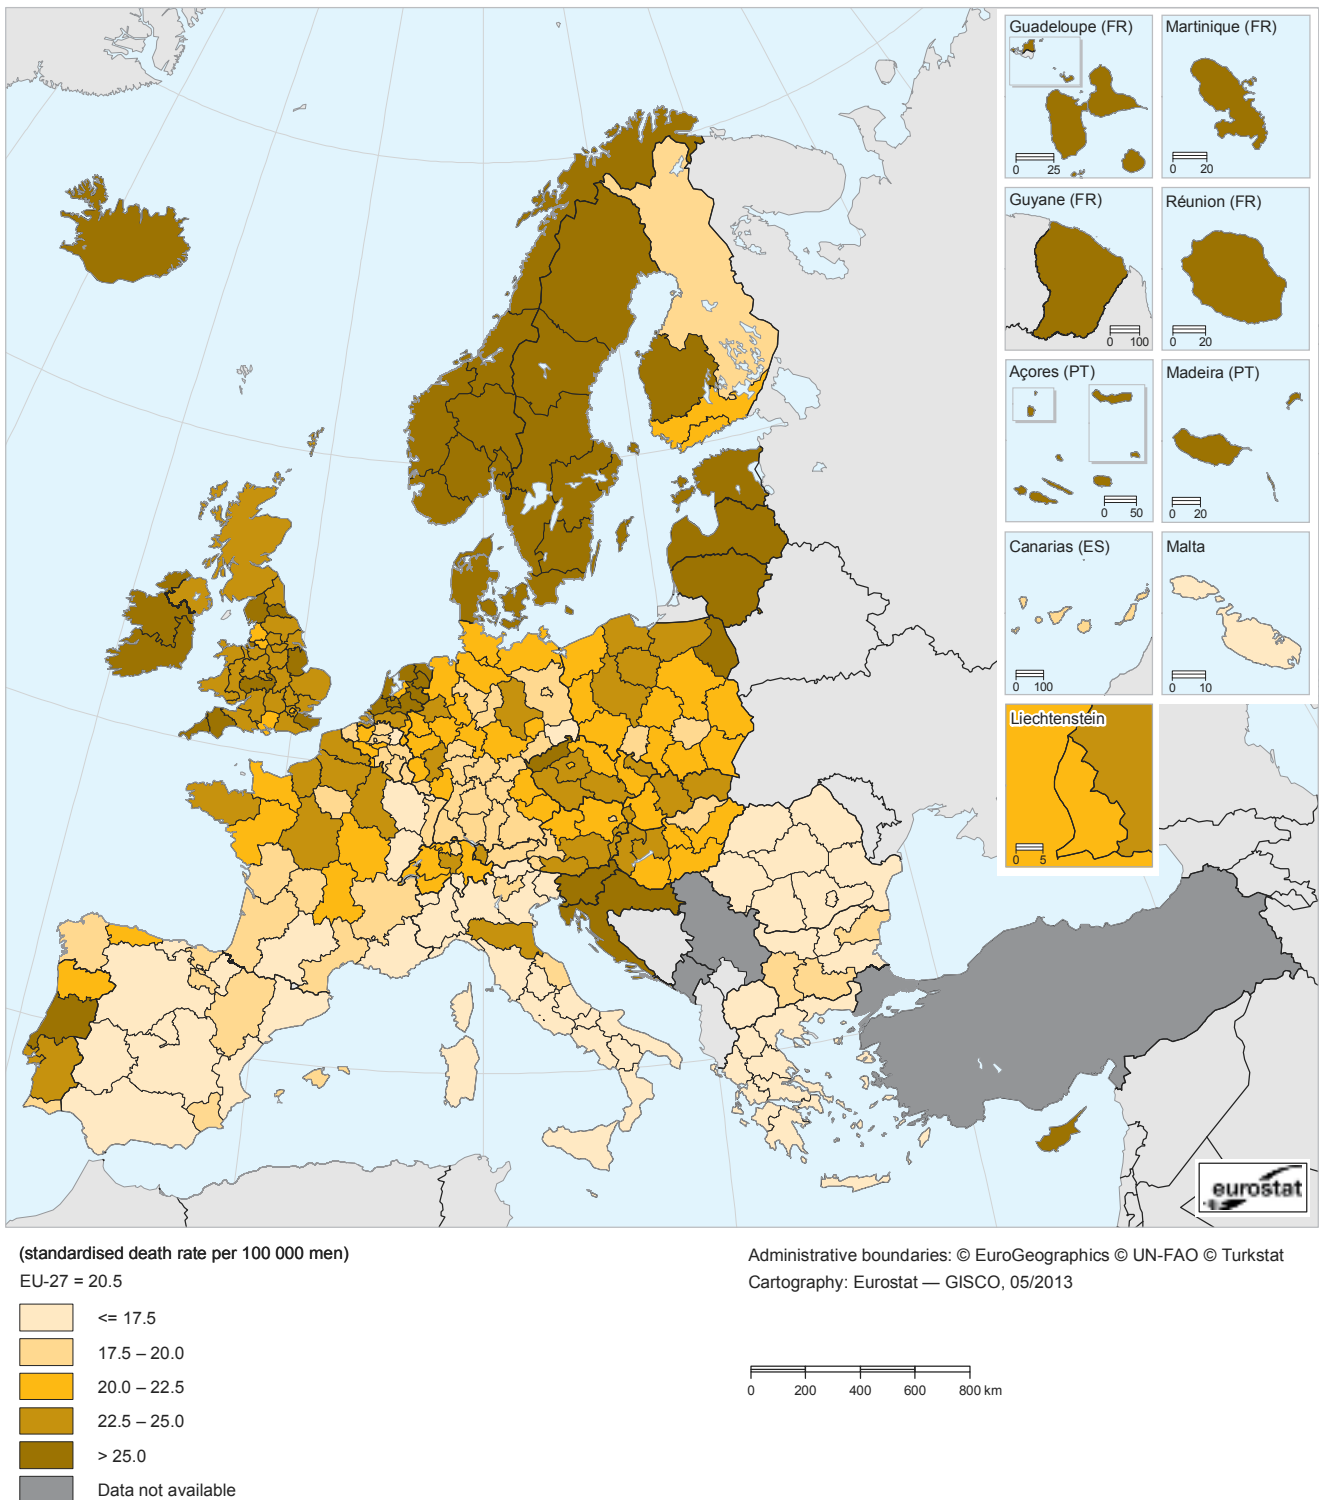 Guadeloupe (FR)
0 25
Martinique (FR)
0 20
Guyane (FR)
0 100
Réunion (FR)
0 20
Açores (PT)
0 50
Madeira (PT)
0 20
Canarias (ES)
0 100
Malta
0 10
Liechtenstein
0 5
eurostat
(standardised death rate per 100 000 men)
EU-27 = 20.5
<= 17.5
17.5 – 20.0
20.0 – 22.5
22.5 – 25.0
> 25.0
Data not available
Administrative boundaries: © EuroGeographics © UN-FAO © Turkstat
Cartography: Eurostat — GISCO, 05/2013
0 200 400 600 800 km